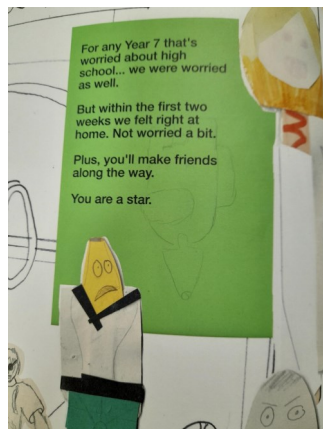 For any Year 7 that's
worried about high
school... we were worried
as well.
But within the first two
weeks we felt right at
home. Not worried a bit.
Plus, you'll make friends
along the way.
You are a star.